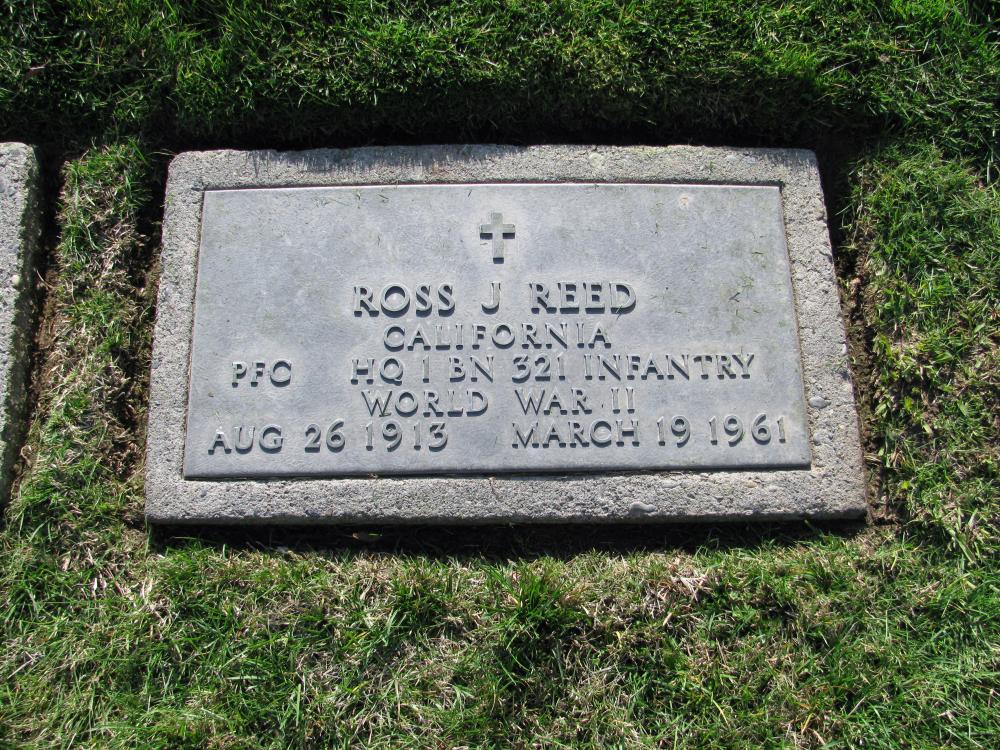 ROSS J REED
CALIFORNIA
PFC HQ 1 BN 321 INFANTRY
WORLD WAR II
AUG 26 1913 MARCH 19 1961